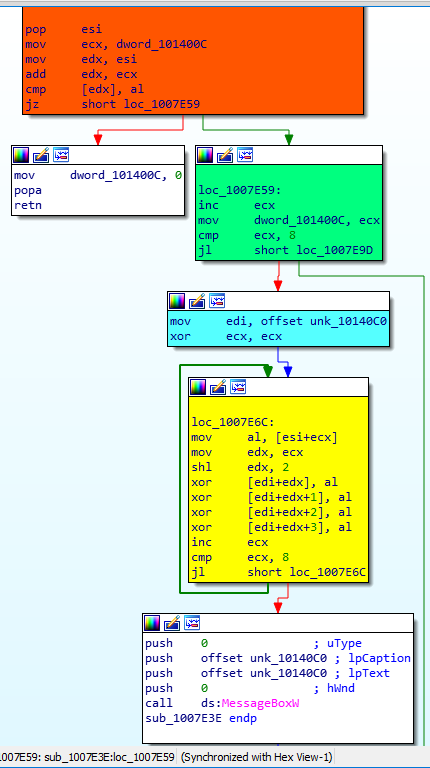 pop     esi
mov     ecx, dword_101400C
mov     edx, esi
add     edx, ecx
cmp     [edx], al
jz      short loc_1007E59
mov     dword_101400C, 0
popa
retn
loc_1007E59:
inc     ecx
mov     dword_101400C, ecx
cmp     ecx, 8
jl      short loc_1007E9D
mov     edi, offset unk_10140C0
xor     ecx, ecx
loc_1007E6C:
mov     al, [esi+ecx]
mov     edx, ecx
shl     edx, 2
xor     [edi+edx], al
xor     [edi+edx+1], al
xor     [edi+edx+2], al
xor     [edi+edx+3], al
inc     ecx
cmp     ecx, 8
jl      short loc_1007E6C
push    0               ; uType
push    offset unk_10140C0 ; lpCaption
push    offset unk_10140C0 ; lpText
push    0               ; hWnd
call    ds:MessageBoxW
sub_1007E3E endp
007E59: sub_1007E3E:loc_1007E59 (Synchronized with Hex View-1)